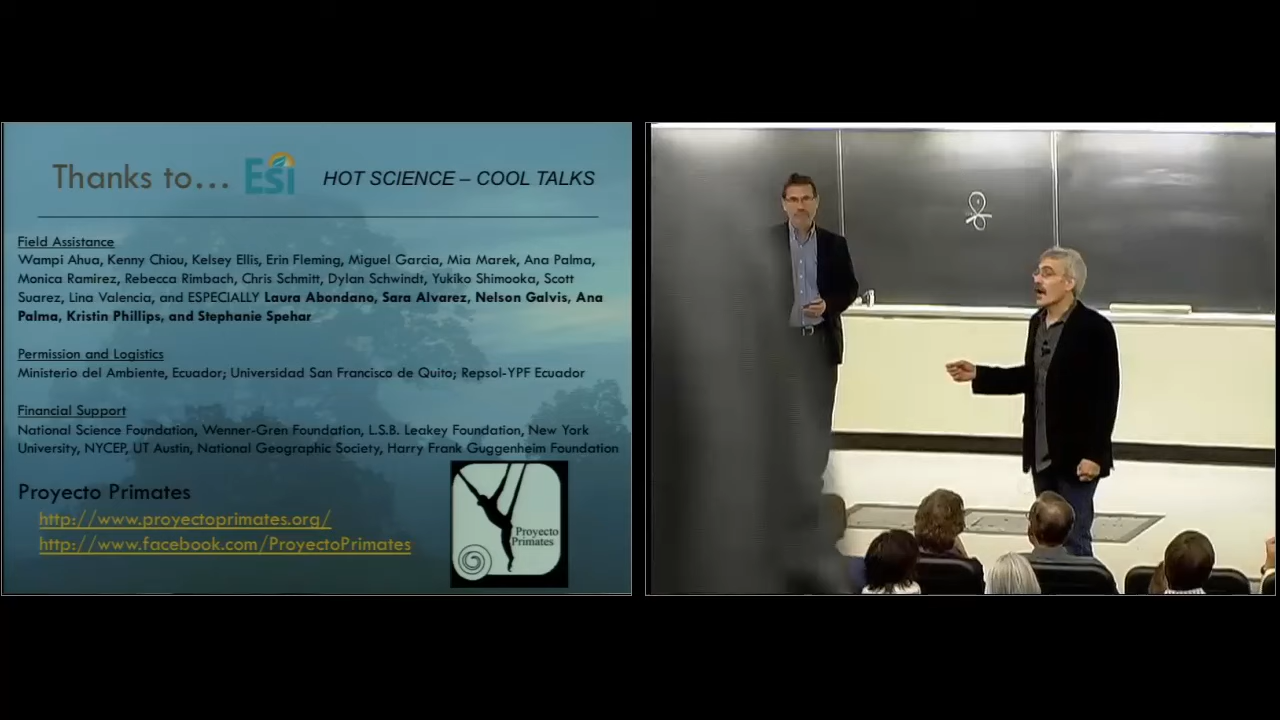 Thanks to… ESI HOT SCIENCE – COOL TALKS
Field Assistance
Wampi Ahua, Kenny Chiou, Kelsey Ellis, Erin Fleming, Miguel Garcia, Mia Marek, Ana Palma,
Monica Ramirez, Rebecca Rimbach, Chris Schmitt, Dylan Schwindt, Yukiko Shimooka, Scott
Suarez, Lina Valencia, and ESPECIALLY Laura Abondano, Sara Alvarez, Nelson Galvis, Ana
Palma, Kristin Phillips, and Stephanie Spehar
Permission and Logistics
Ministerio del Ambiente, Ecuador; Universidad San Francisco de Quito; Repsol-YPF Ecuador
Financial Support
National Science Foundation, Wenner-Gren Foundation, L.S.B. Leakey Foundation, New York
University, NYCEP, UT Austin, National Geographic Society, Harry Frank Guggenheim Foundation
Proyecto Primates
http://www.proyectoprimates.org/
http://www.facebook.com/ProyectoPrimates
Proyecto
Primates